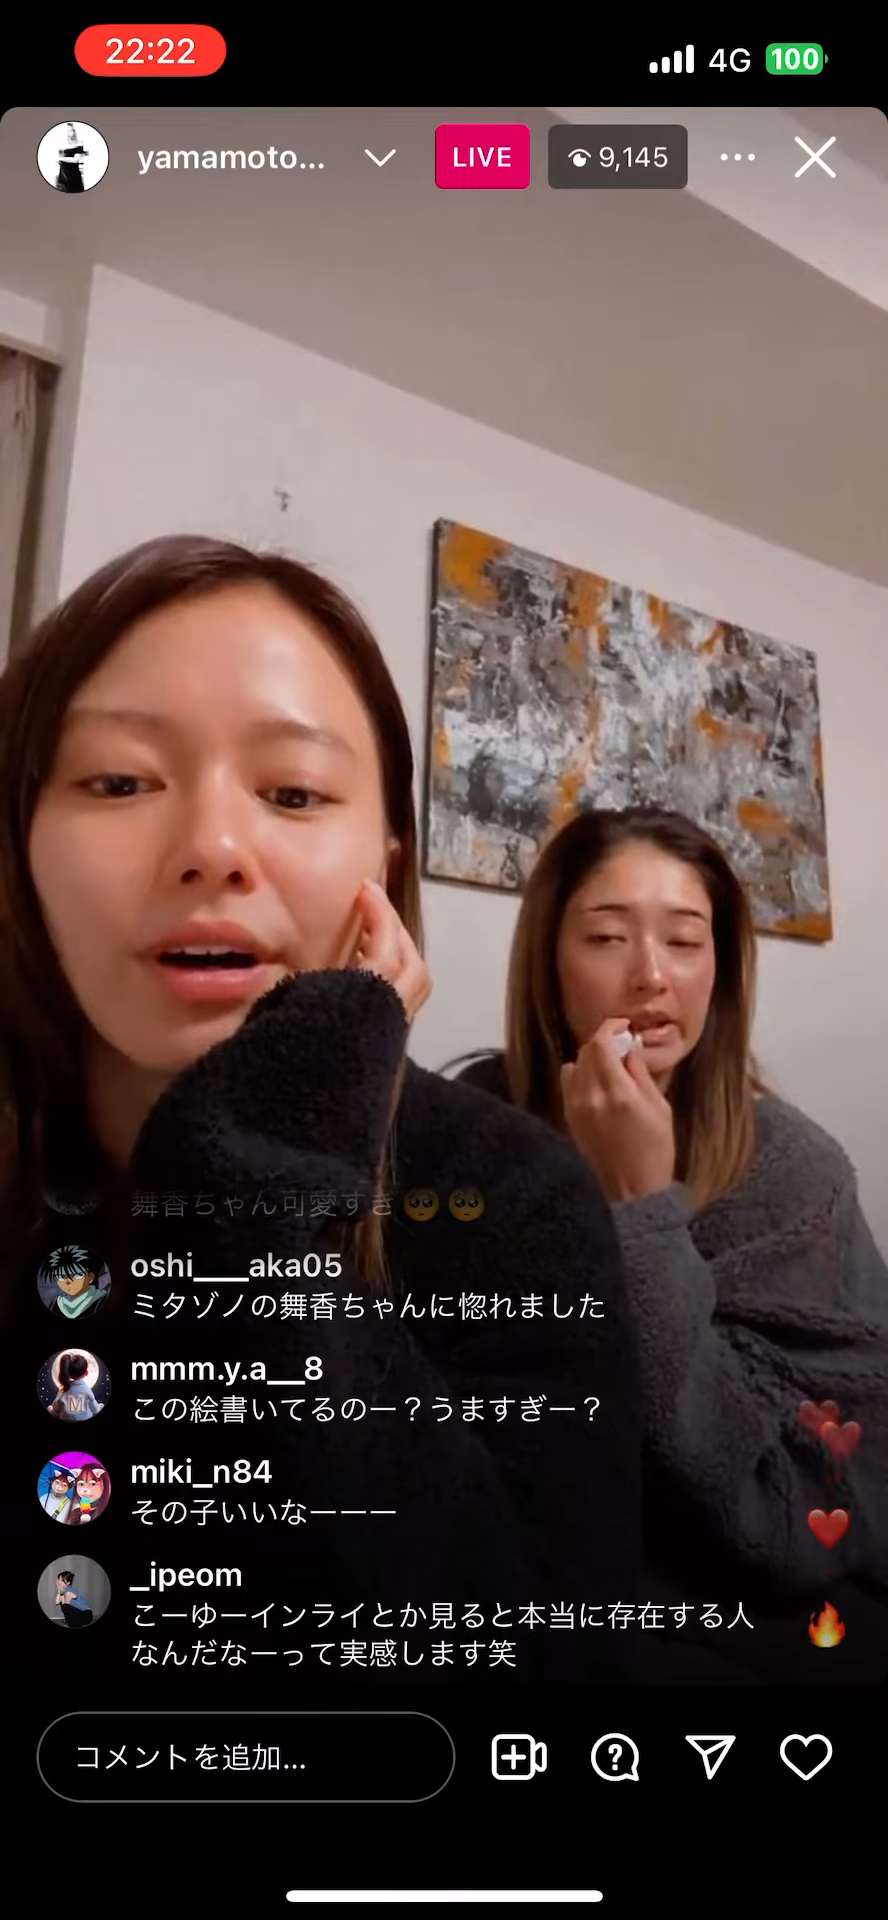 22:22
4G
100
yamamoto...
LIVE
9,145
舞香ちゃん可愛すぎ🥺🥺
oshi___aka05
ミタゾノの舞香ちゃんに惚れました
mmm.y.a__8
この絵書いてるのー？うますぎー？
miki_n84
その子いいなーーー
_ipeom
こーゆーインライとか見ると本当に存在する人
なんだなーって実感します笑
コメントを追加...